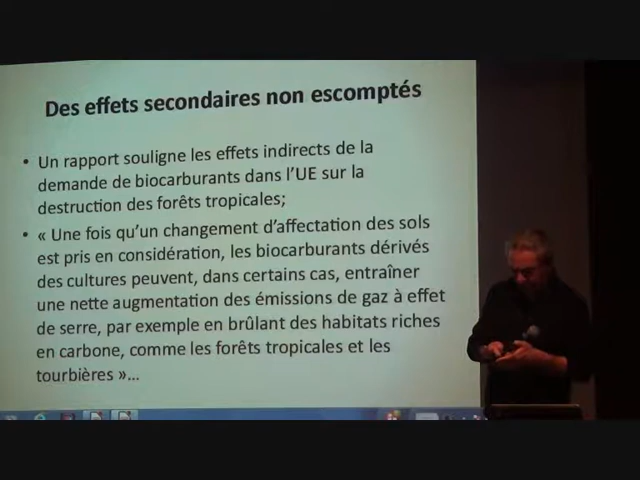 Des effets secondaires non escomptés
• Un rapport souligne les effets indirects de la
demande de biocarburants dans l'UE sur la
destruction des forêts tropicales;
• « Une fois qu'un changement d'affectation des sols
est pris en considération, les biocarburants dérivés
des cultures peuvent, dans certains cas, entraîner
une nette augmentation des émissions de gaz à effet
de serre, par exemple en brûlant des habitats riches
en carbone, comme les forêts tropicales et les
tourbières »...